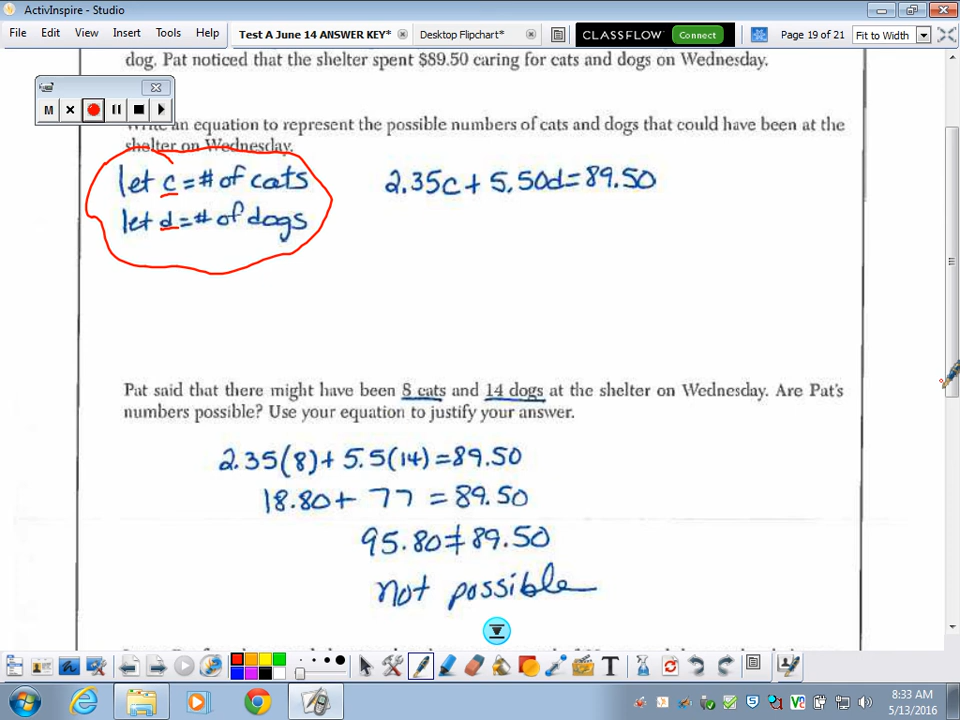 ActivInspire - Studio
File Edit View Insert Tools Help Test A June 14 ANSWER KEY* Desktop Flipchart* CLASSFLOW Connect Page 19 of 21 Fit to Width
dog. Pat noticed that the shelter spent $89.50 caring for cats and dogs on Wednesday.
M
Write an equation to represent the possible numbers of cats and dogs that could have been at the
shelter on Wednesday.
let c = # of cats
2.35c + 5.50d = 89.50
let d = # of dogs
Pat said that there might have been 8 cats and 14 dogs at the shelter on Wednesday. Are Pat's
numbers possible? Use your equation to justify your answer.
2.35(8) + 5.5(14) = 89.50
18.80 + 77 = 89.50
95.80 ≠ 89.50
not possible
8:33 AM
5/13/2016